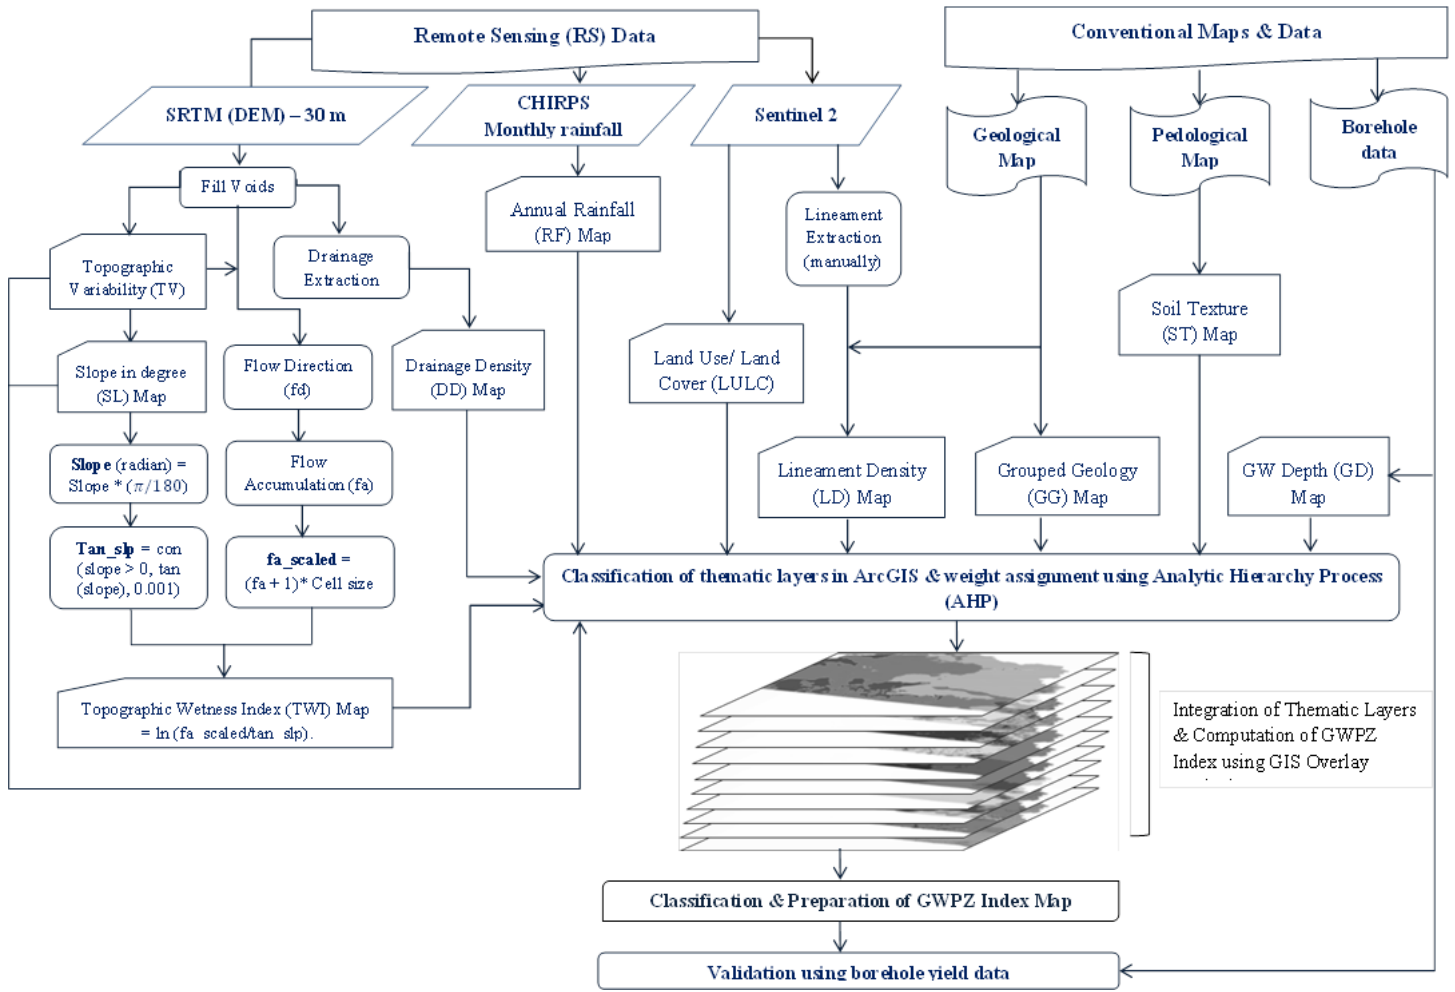 Remote Sensing (RS) Data
Conventional Maps & Data
SRTM (DEM) – 30 m
CHIRPS
Monthly rainfall
Sentinel 2
Geological
Map
Pedological
Map
Borehole
data
Fill Voids
Annual Rainfall
(RF) Map
Lineament
Extraction
(manually)
Topographic
Variability (TV)
Drainage
Extraction
Soil Texture
(ST) Map
Slope in degree
(SL) Map
Flow Direction
(fd)
Drainage Density
(DD) Map
Land Use/ Land
Cover (LULC)
Slope (radian) =
Slope * (π/180)
Flow
Accumulation (fa)
Lineament Density
(LD) Map
Grouped Geology
(GG) Map
GW Depth (GD)
Map
Tan_slp = con
(slope > 0, tan
(slope), 0.001)
fa_scaled =
(fa + 1)* Cell size
Classification of thematic layers in ArcGIS & weight assignment using Analytic Hierarchy Process
(AHP)
Topographic Wetness Index (TWI) Map
= ln (fa scaled/tan slp).
Integration of Thematic Layers
& Computation of GWPZ
Index using GIS Overlay
Classification & Preparation of GWPZ Index Map
Validation using borehole yield data